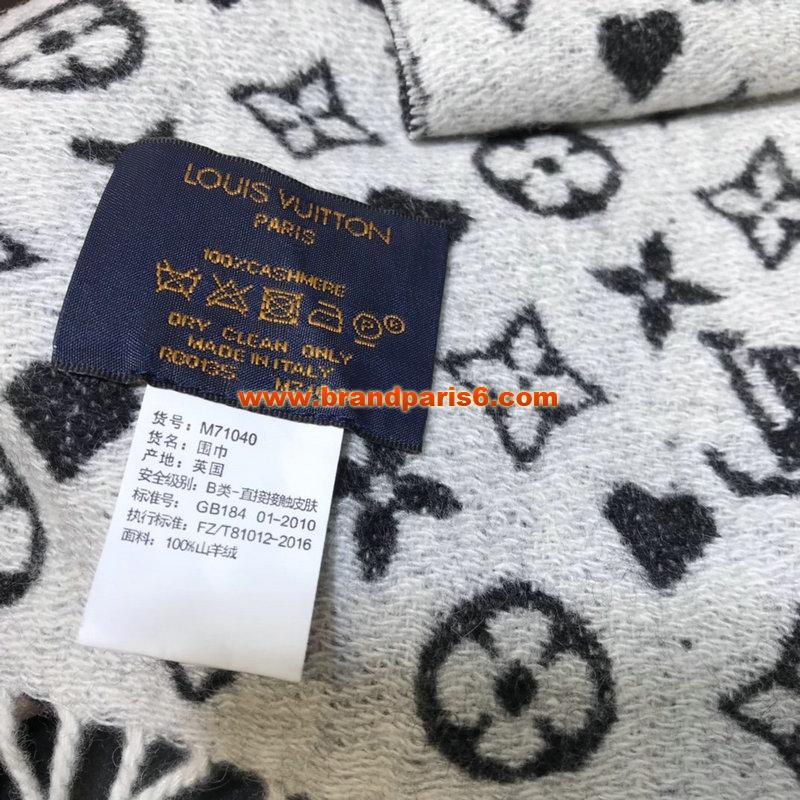 LOUIS VUITTON
PARIS
100%CASHMERE
P
DRY CLEAN ONLY
MADE IN ITALY
www.brandparis6.com
货号: M71040
货名: 围巾
产地: 英国
安全级别: B类-直接接触皮肤
标准号: GB184 01-2010
执行标准: FZ/T81012-2016
面料: 100%山羊绒